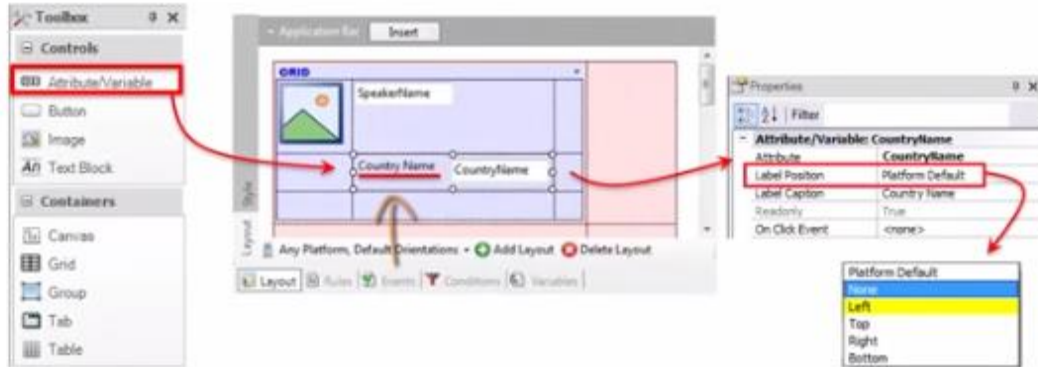 Toolbox
Controls
Attribute/Variable
Button
Image
Text Block
Containers
Canvas
Grid
Group
Tab
Table
Application Bar
Insert
GRID
SpeakerName
Country Name
CountryName
Style
Layout
Any Platform, Default Orientations
Add Layout
Delete Layout
Layout
Rules
Events
Conditions
Variables
Properties
Filter
Attribute/Variable: CountryName
Attribute CountryName
Label Position Platform Default
Label Caption Country Name
Readonly True
On Click Event <none>
Platform Default
None
Left
Top
Right
Bottom